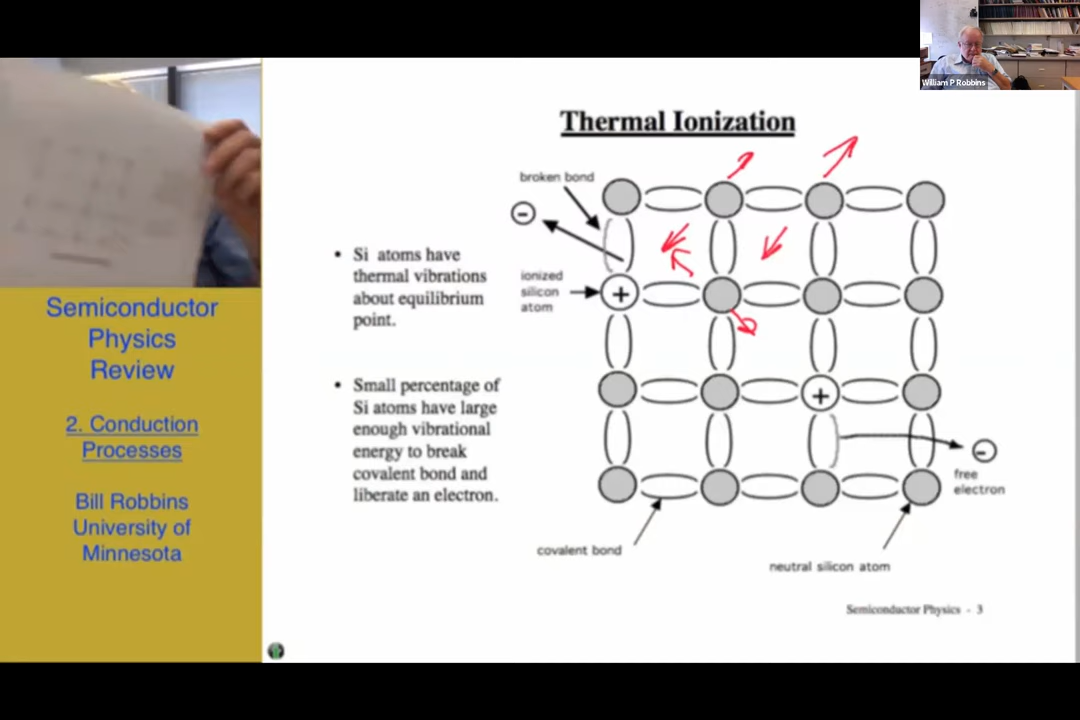 William P Robbins
Semiconductor
Physics
Review
2. Conduction
Processes
Bill Robbins
University of
Minnesota
Thermal Ionization
• Si atoms have
thermal vibrations
about equilibrium
point.
• Small percentage of
Si atoms have large
enough vibrational
energy to break
covalent bond and
liberate an electron.
broken bond
-
ionized
silicon
atom
+
+
-
free
electron
covalent bond
neutral silicon atom
Semiconductor Physics - 3